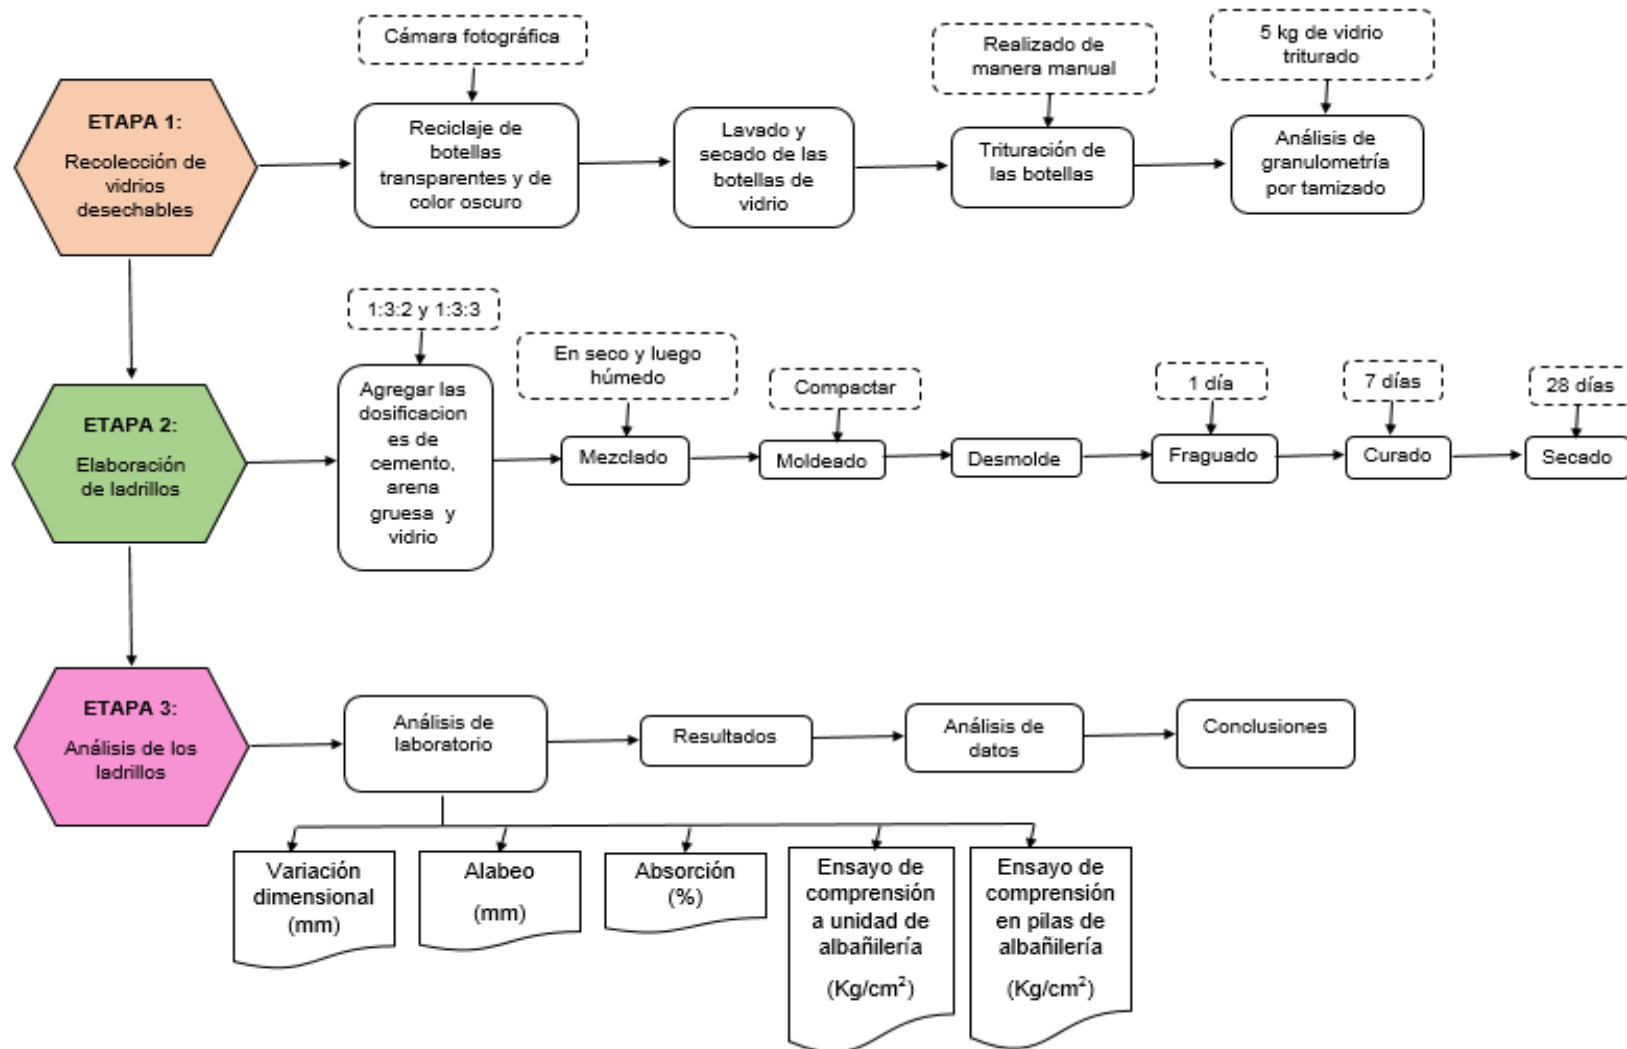 Cámara fotográfica
Realizado de
manera manual
5 kg de vidrio
triturado
ETAPA 1:
Recolección de
vidrios
desechables
Reciclaje de
botellas
transparentes y de
color oscuro
Lavado y
secado de las
botellas de
vidrio
Trituración de
las botellas
Análisis de
granulometría
por tamizado
1:3:2 y 1:3:3
En seco y luego
húmedo
Compactar
1 día
7 días
28 días
ETAPA 2:
Elaboración
de ladrillos
Agregar las
dosificacion
es de
cemento,
arena
gruesa y
vidrio
Mezclado
Moldeado
Desmolde
Fraguado
Curado
Secado
ETAPA 3:
Análisis de los
ladrillos
Análisis de
laboratorio
Resultados
Análisis de
datos
Conclusiones
Variación
dimensional
(mm)
Alabeo
(mm)
Absorción
(%)
Ensayo de
comprensión
a unidad de
albañilería
(Kg/cm²)
Ensayo de
comprensión
en pilas de
albañilería
(Kg/cm²)